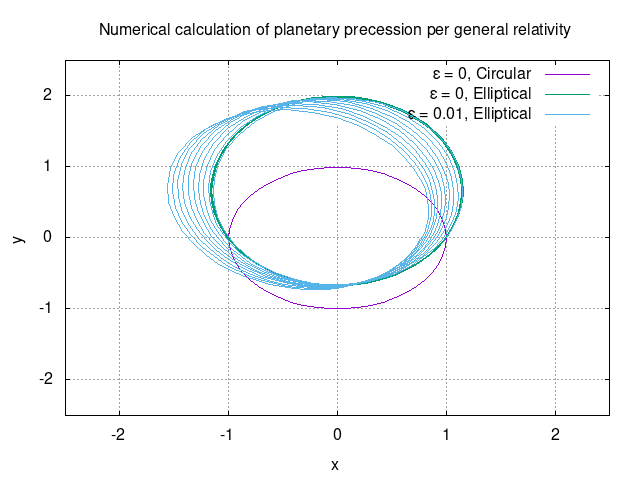 Numerical calculation of planetary precession per general relativity
ε = 0, Circular
ε = 0, Elliptical
ε = 0.01, Elliptical
2
1
0
-1
-2
y
-2
-1
0
1
2
x